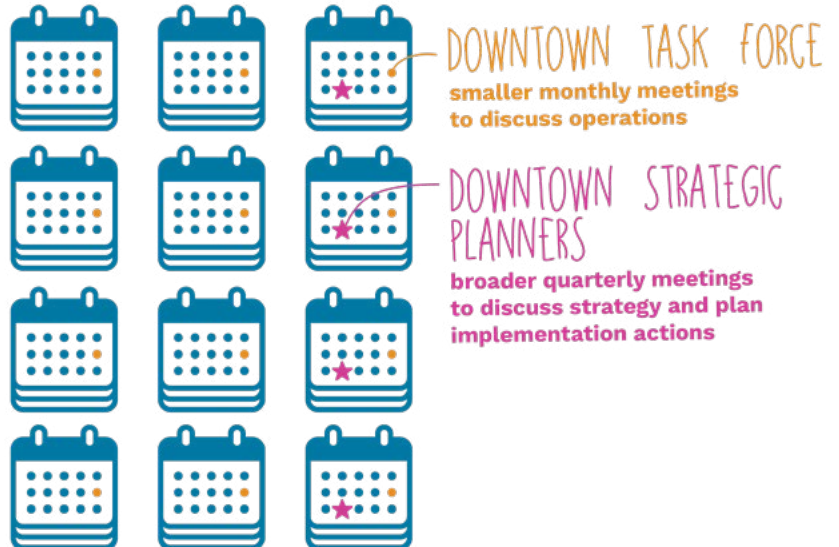 DOWNTOWN TASK FORCE
smaller monthly meetings
to discuss operations
DOWNTOWN STRATEGIC
PLANNERS
broader quarterly meetings
to discuss strategy and plan
implementation actions